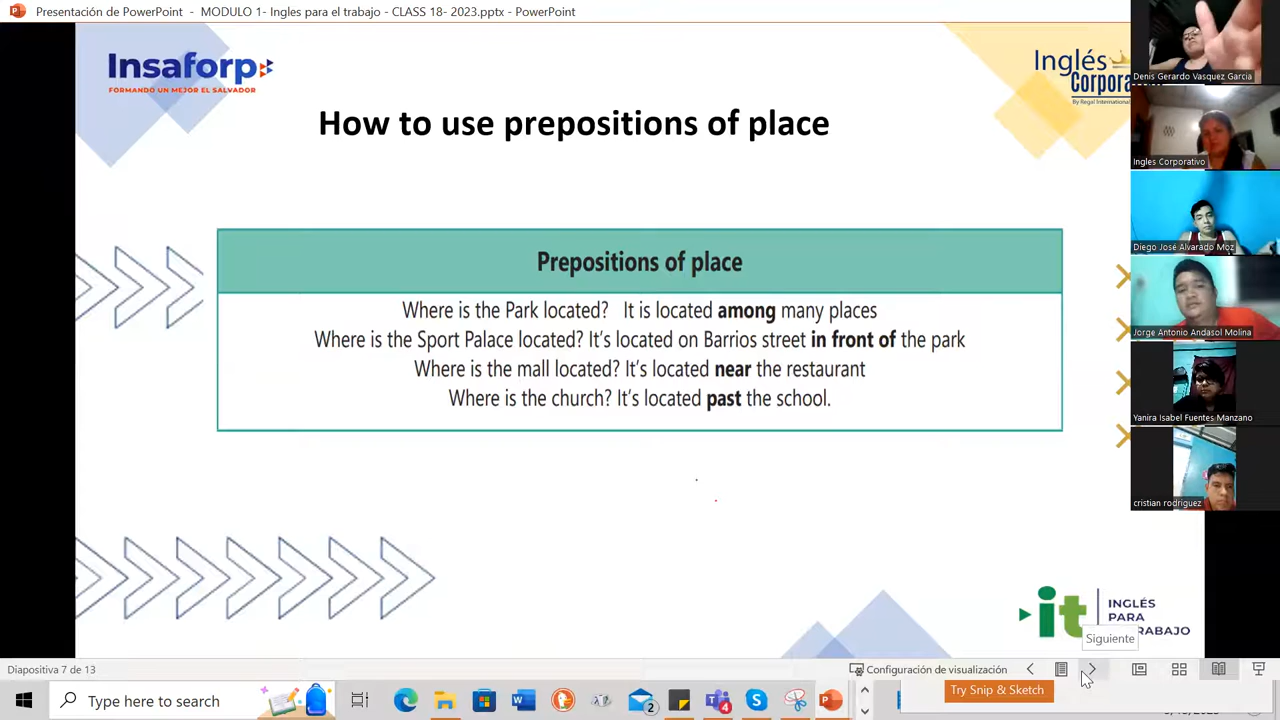 Presentación de PowerPoint - MODULO 1- Ingles para el trabajo - CLASS 18- 2023.pptx - PowerPoint
Insaforp
FORMANDO UN MEJOR EL SALVADOR
Inglés
By Regal International
How to use prepositions of place
Prepositions of place
Where is the Park located? It is located among many places
Where is the Sport Palace located? It's located on Barrios street in front of the park
Where is the mall located? It's located near the restaurant
Where is the church? It's located past the school.
Denis Gerardo Vasquez Garcia
Ingles Corporativo
Diego José Alvarado Moz
Jorge Antonio Andasol Molina
Yanira Isabel Fuentes Manzano
cristian rodriguez
it
INGLÉS
PARA
Siguiente
Diapositiva 7 de 13
Configuración de visualización
Type here to search
2
4
Try Snip & Sketch